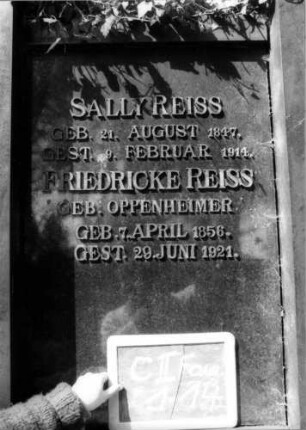 SALLY REISS
GEB. 21. AUGUST 1847.
GEST. 9. FEBRUAR 1914.
FRIEDRICKE REISS
GEB. OPPENHEIMER
GEB. 7. APRIL 1856.
GEST. 29. JUNI 1921.
C II